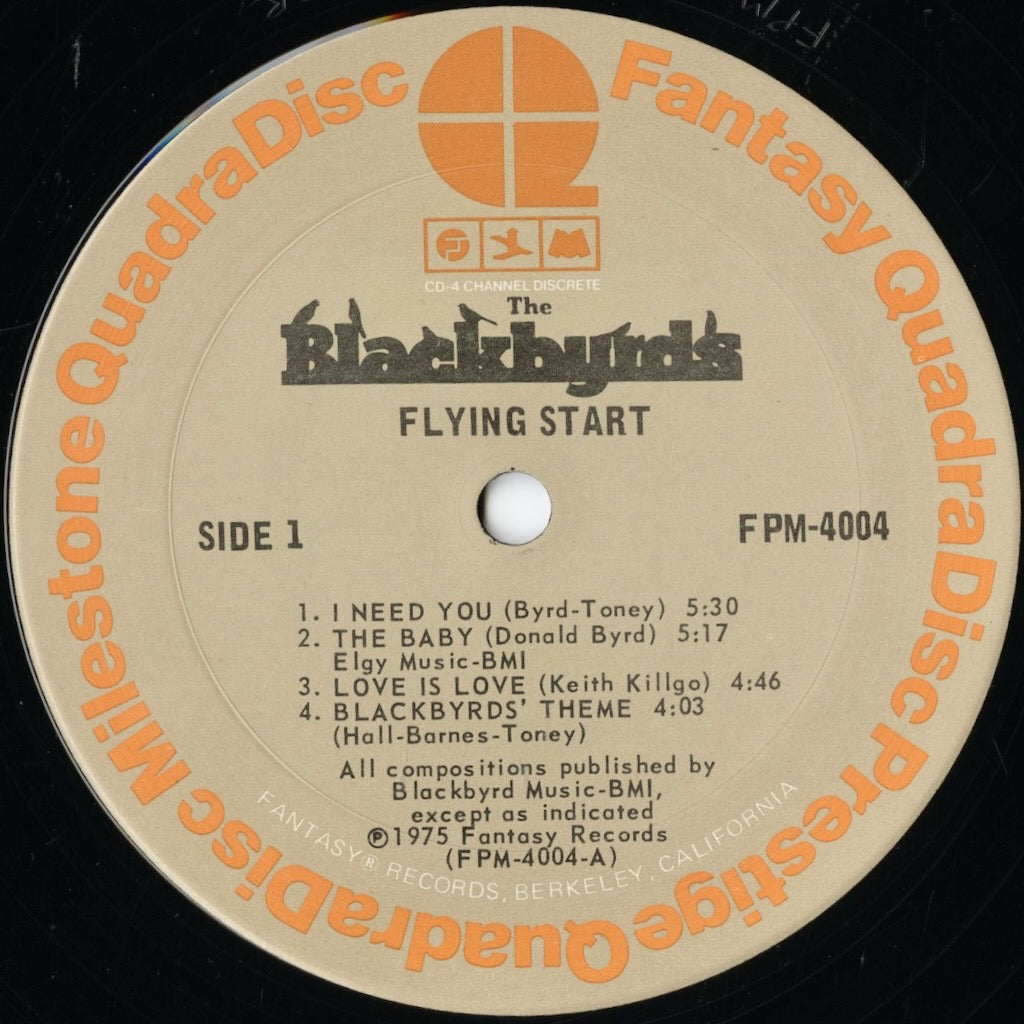 Fantasy QuadraDisc Prestige QuadraDisc Milestone QuadraDisc
CD-4 CHANNEL DISCRETE
The
Blackbyrds
FLYING START
SIDE 1
FPM-4004
1. I NEED YOU (Byrd-Toney) 5:30
2. THE BABY (Donald Byrd) 5:17
Elgy Music-BMI
3. LOVE IS LOVE (Keith Killgo) 4:46
4. BLACKBYRDS' THEME 4:03
(Hall-Barnes-Toney)
All compositions published by
Blackbyrd Music-BMI,
except as indicated
℗1975 Fantasy Records
(FPM-4004-A)
FANTASY® RECORDS, BERKELEY, CALIFORNIA
FPM